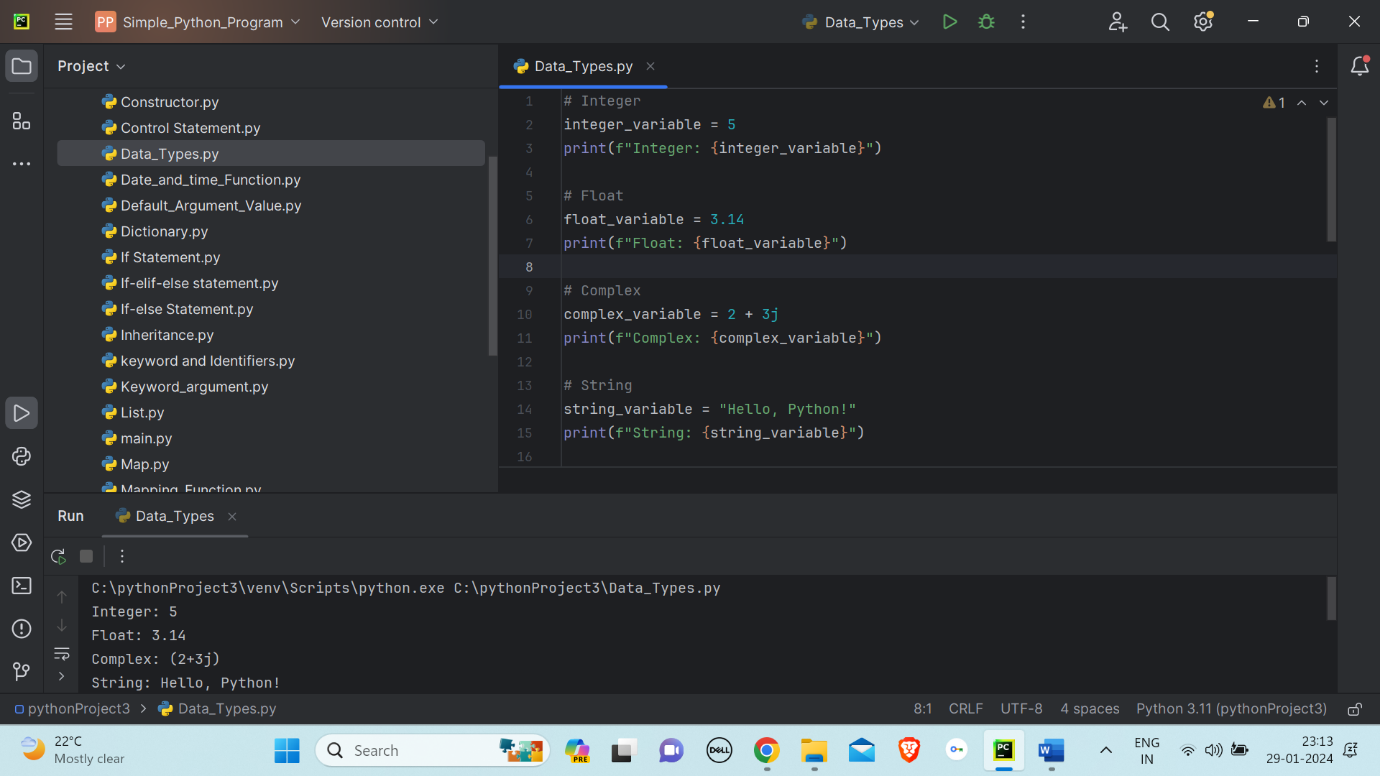 PC
PP Simple_Python_Program
Version control
Data_Types
Project
Constructor.py
Control Statement.py
Data_Types.py
Date_and_time_Function.py
Default_Argument_Value.py
Dictionary.py
If Statement.py
If-elif-else statement.py
If-else Statement.py
Inheritance.py
keyword and Identifiers.py
Keyword_argument.py
List.py
main.py
Map.py
Mapping_Function.py
Data_Types.py
1
1 # Integer
2 integer_variable = 5
3 print(f"Integer: {integer_variable}")
4
5 # Float
6 float_variable = 3.14
7 print(f"Float: {float_variable}")
8
9 # Complex
10 complex_variable = 2 + 3j
11 print(f"Complex: {complex_variable}")
12
13 # String
14 string_variable = "Hello, Python!"
15 print(f"String: {string_variable}")
16
Run
Data_Types
C:\pythonProject3\venv\Scripts\python.exe C:\pythonProject3\Data_Types.py
Integer: 5
Float: 3.14
Complex: (2+3j)
String: Hello, Python!
pythonProject3 > Data_Types.py
8:1 CRLF UTF-8 4 spaces Python 3.11 (pythonProject3)
22°C
Mostly clear
Search
PRE
DELL
PC
W
ENG
IN
23:13
29-01-2024